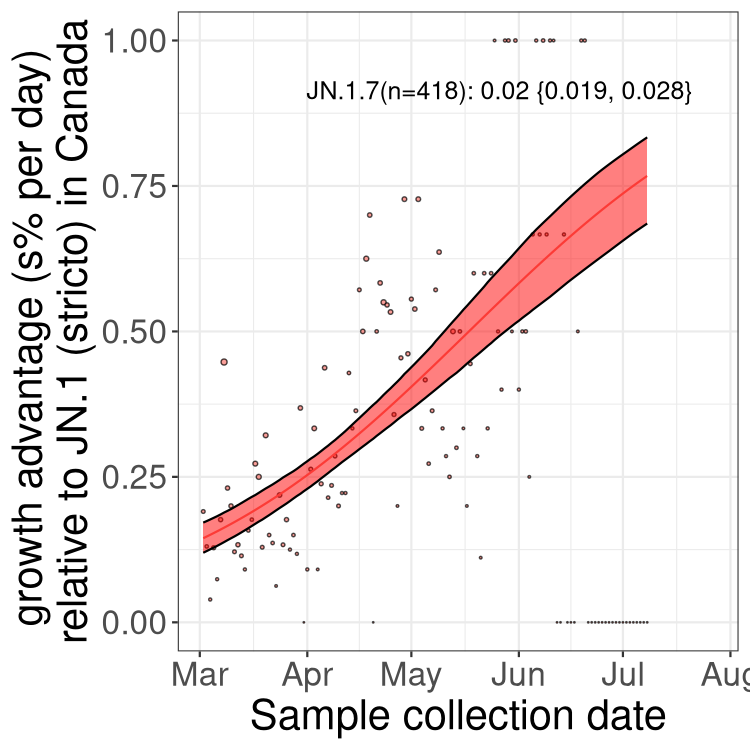 growth advantage (s% per day)
relative to JN.1 (stricto) in Canada
1.00
0.75
0.50
0.25
0.00
JN.1.7(n=418): 0.02 {0.019, 0.028}
Mar Apr May Jun Jul Aug
Sample collection date